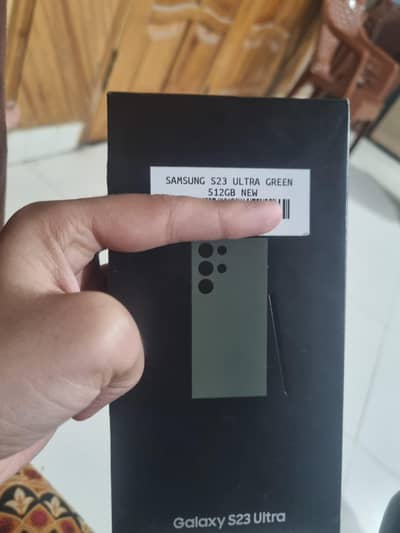 SAMSUNG S23 ULTRA GREEN
512GB NEW
Galaxy S23 Ultra